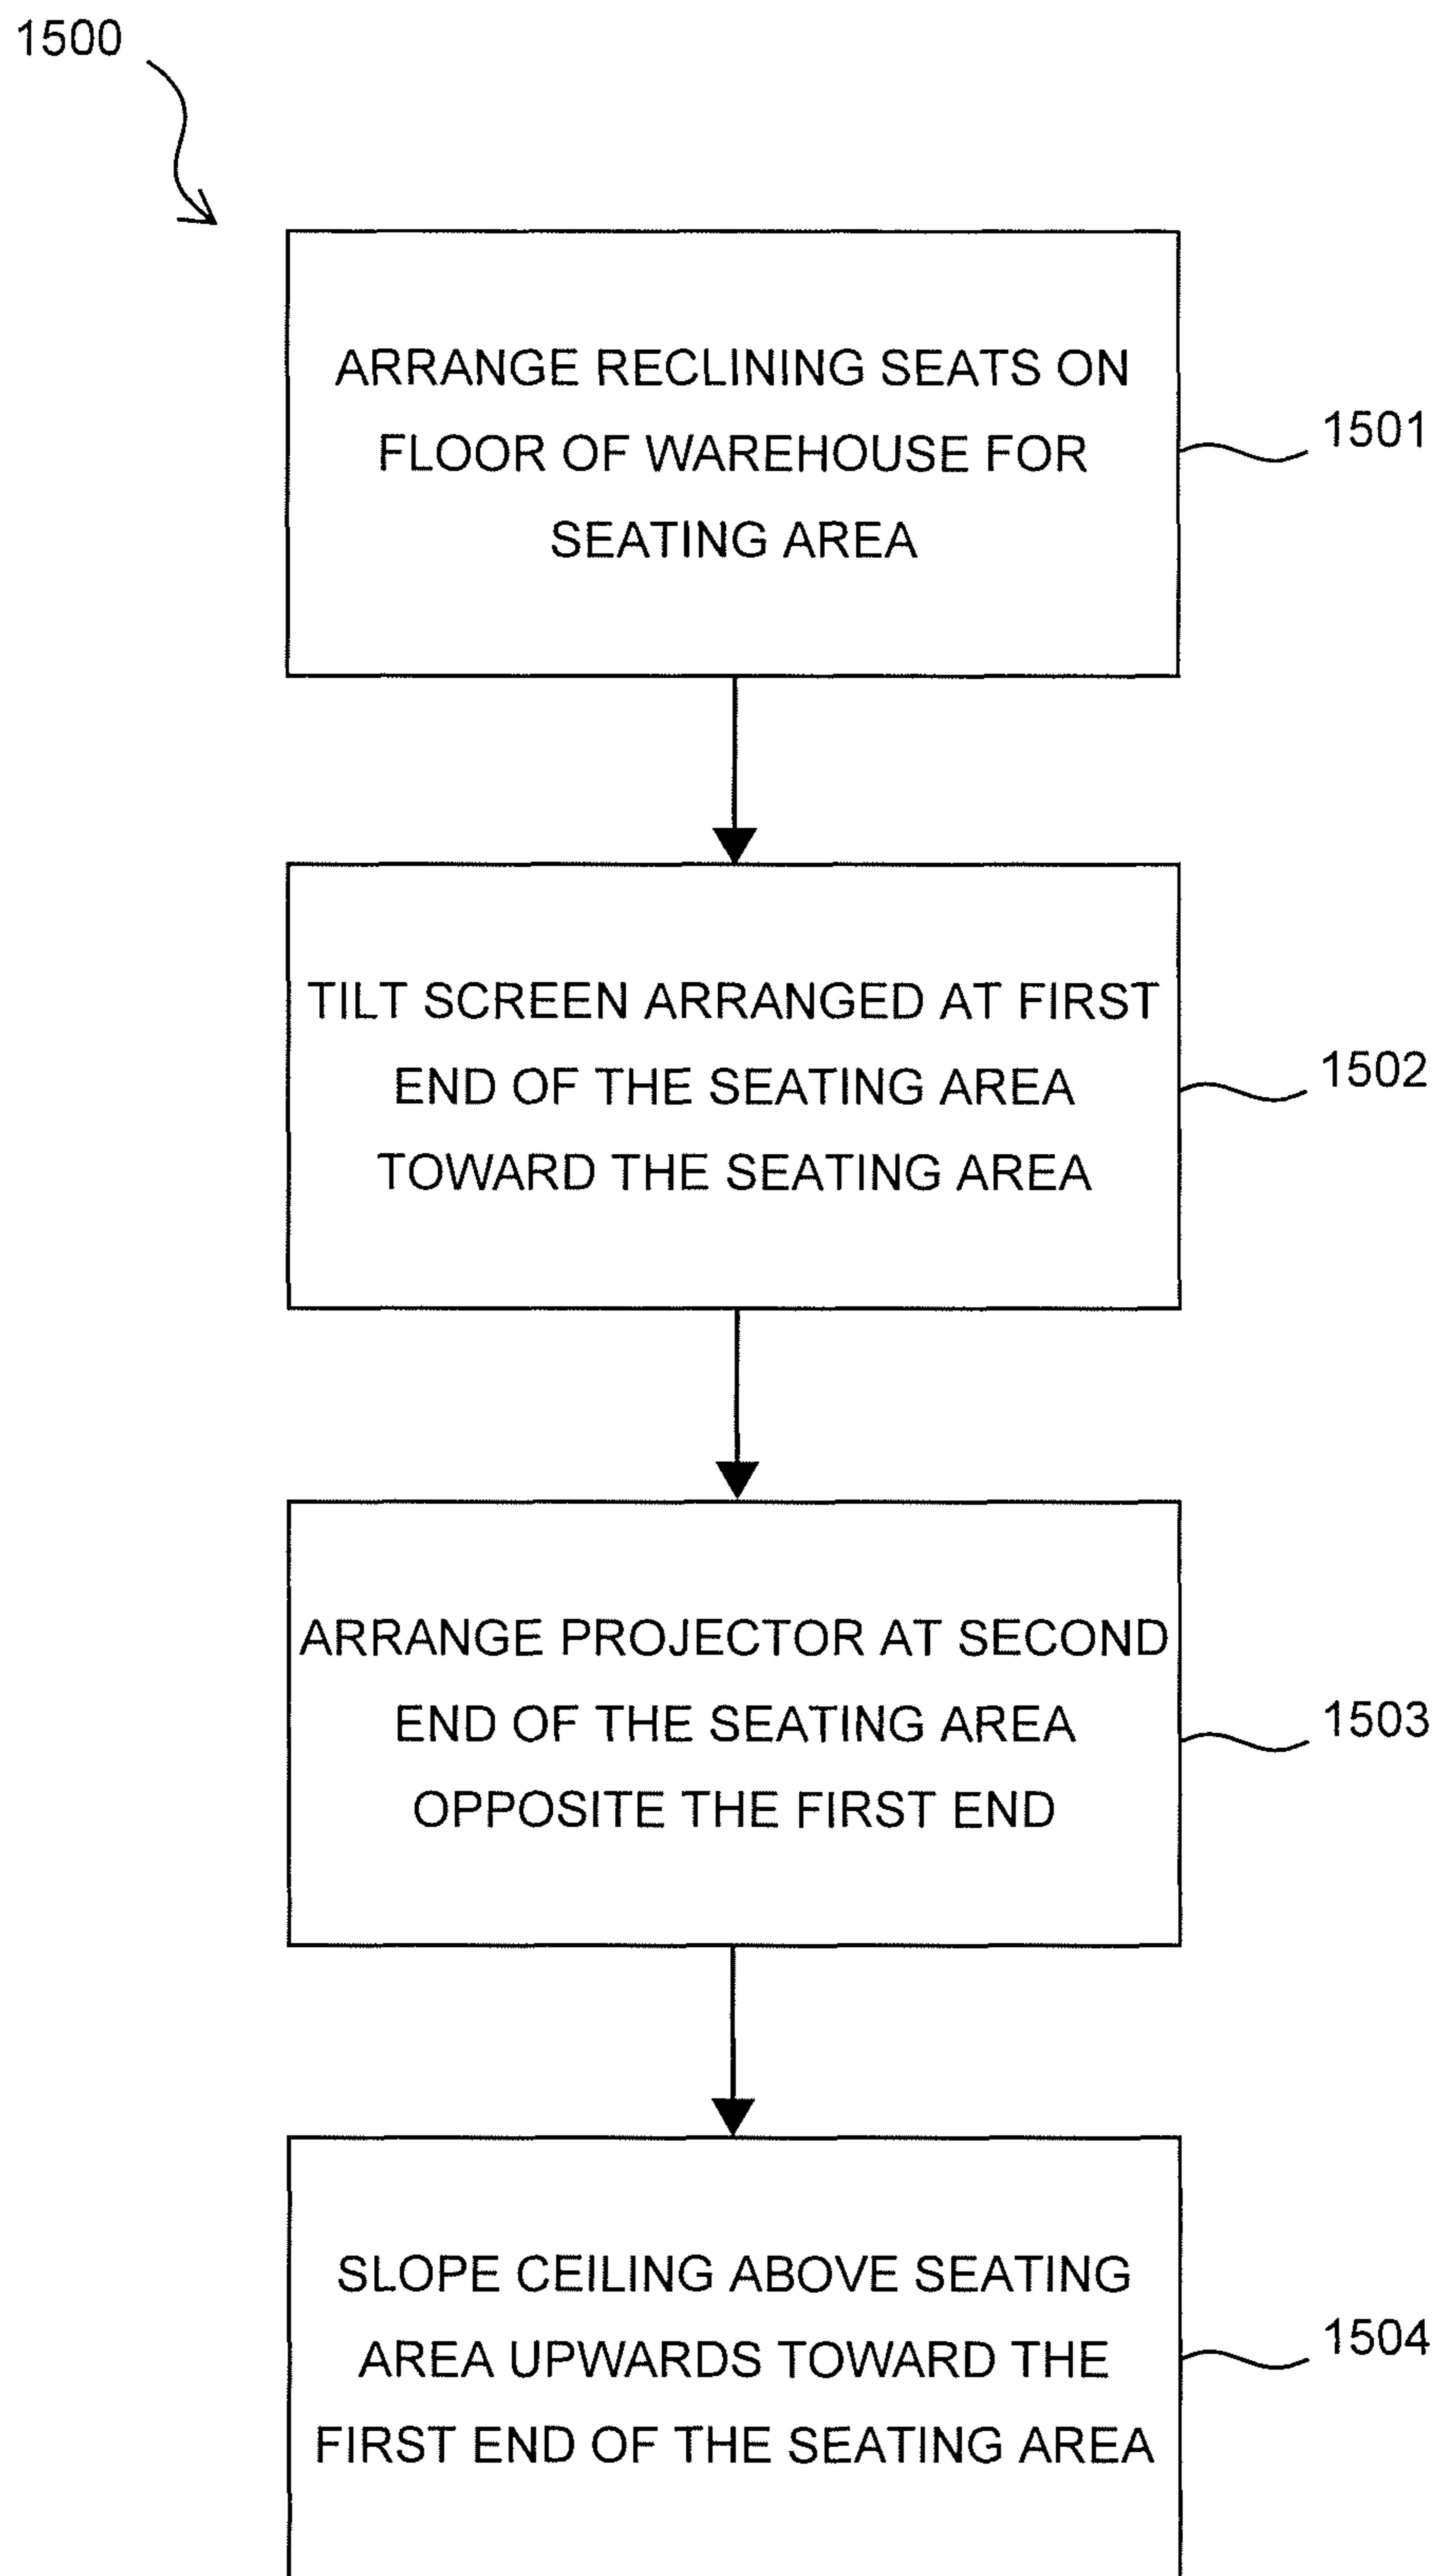 1500
ARRANGE RECLINING SEATS ON
FLOOR OF WAREHOUSE FOR
SEATING AREA
1501
TILT SCREEN ARRANGED AT FIRST
END OF THE SEATING AREA
TOWARD THE SEATING AREA
1502
ARRANGE PROJECTOR AT SECOND
END OF THE SEATING AREA
OPPOSITE THE FIRST END
1503
SLOPE CEILING ABOVE SEATING
AREA UPWARDS TOWARD THE
FIRST END OF THE SEATING AREA
1504